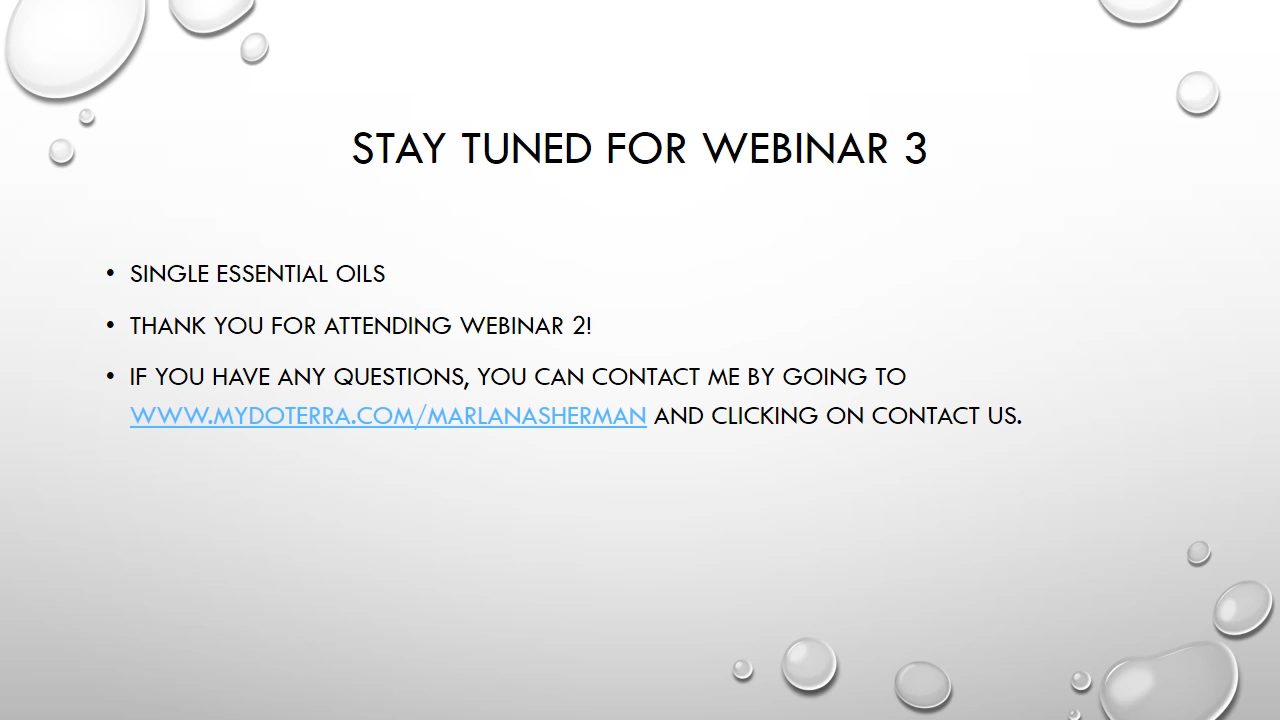 STAY TUNED FOR WEBINAR 3
• SINGLE ESSENTIAL OILS
• THANK YOU FOR ATTENDING WEBINAR 2!
• IF YOU HAVE ANY QUESTIONS, YOU CAN CONTACT ME BY GOING TO
WWW.MYDOTERRA.COM/MARLANASHERMAN AND CLICKING ON CONTACT US.